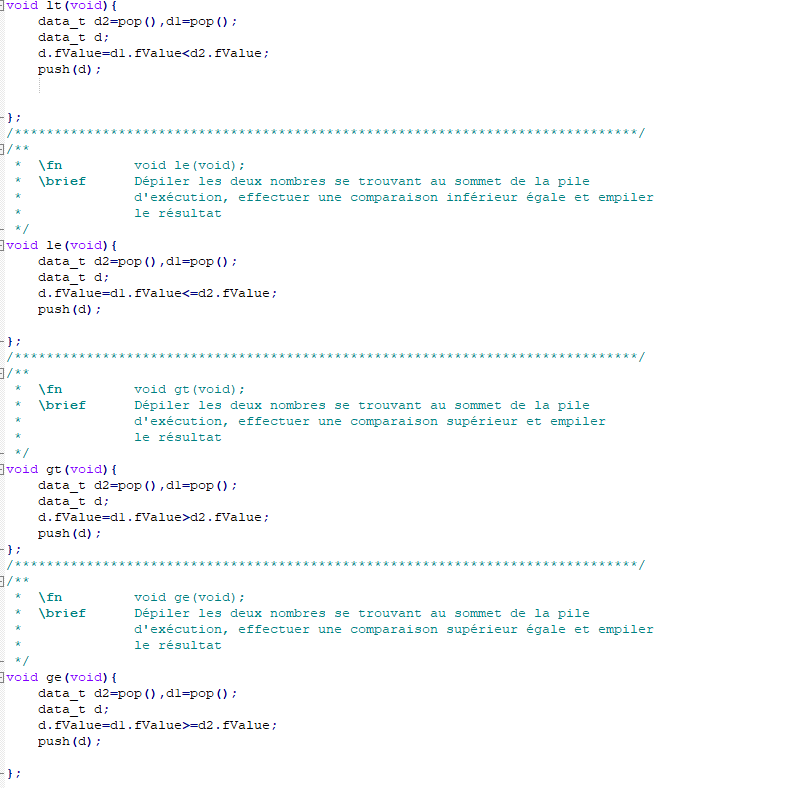 void lt(void){
    data_t d2=pop(),d1=pop();
    data_t d;
    d.fValue=d1.fValue<d2.fValue;
    push(d);
};
/******************************************************************************/
/**
 *  \fn         void le(void);
 *  \brief      Dépiler les deux nombres se trouvant au sommet de la pile
 *              d'exécution, effectuer une comparaison inférieur égale et empiler
 *              le résultat
 */
void le(void){
    data_t d2=pop(),d1=pop();
    data_t d;
    d.fValue=d1.fValue<=d2.fValue;
    push(d);
};
/******************************************************************************/
/**
 *  \fn         void gt(void);
 *  \brief      Dépiler les deux nombres se trouvant au sommet de la pile
 *              d'exécution, effectuer une comparaison supérieur et empiler
 *              le résultat
 */
void gt(void){
    data_t d2=pop(),d1=pop();
    data_t d;
    d.fValue=d1.fValue>d2.fValue;
    push(d);
};
/******************************************************************************/
/**
 *  \fn         void ge(void);
 *  \brief      Dépiler les deux nombres se trouvant au sommet de la pile
 *              d'exécution, effectuer une comparaison supérieur égale et empiler
 *              le résultat
 */
void ge(void){
    data_t d2=pop(),d1=pop();
    data_t d;
    d.fValue=d1.fValue>=d2.fValue;
    push(d);
};